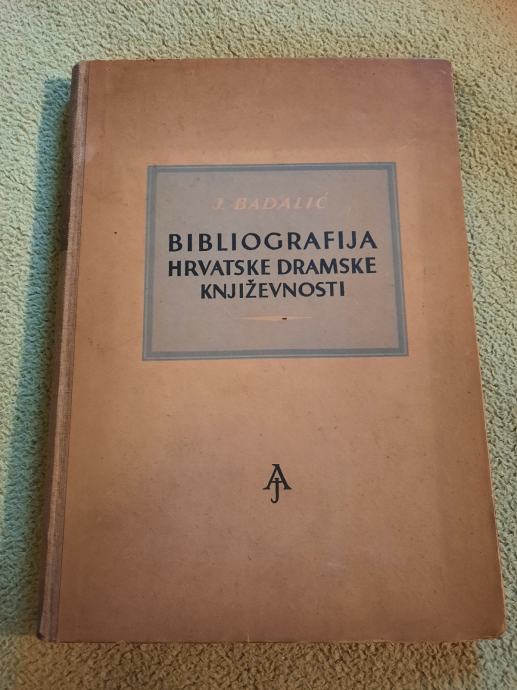 J. BADALIĆ
BIBLIOGRAFIJA
HRVATSKE DRAMSKE
KNJIŽEVNOSTI
AJ